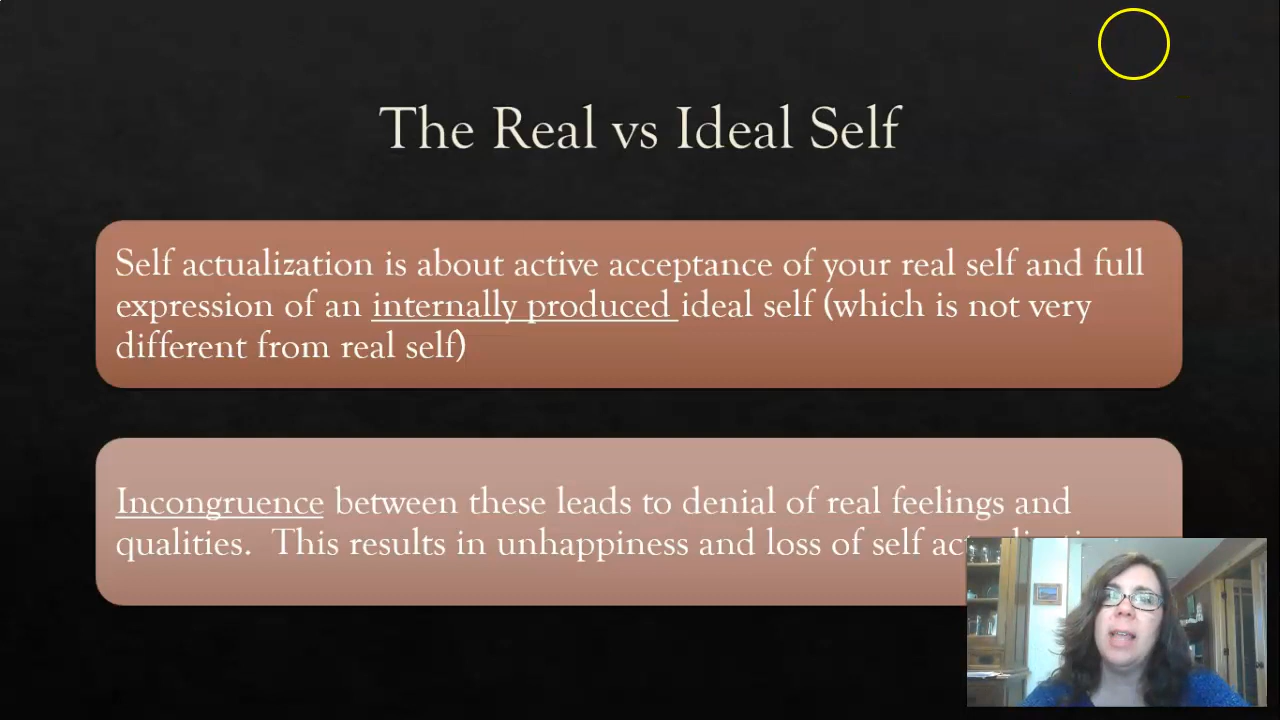 The Real vs Ideal Self
Self actualization is about active acceptance of your real self and full
expression of an internally produced ideal self (which is not very
different from real self)
Incongruence between these leads to denial of real feelings and
qualities.  This results in unhappiness and loss of self